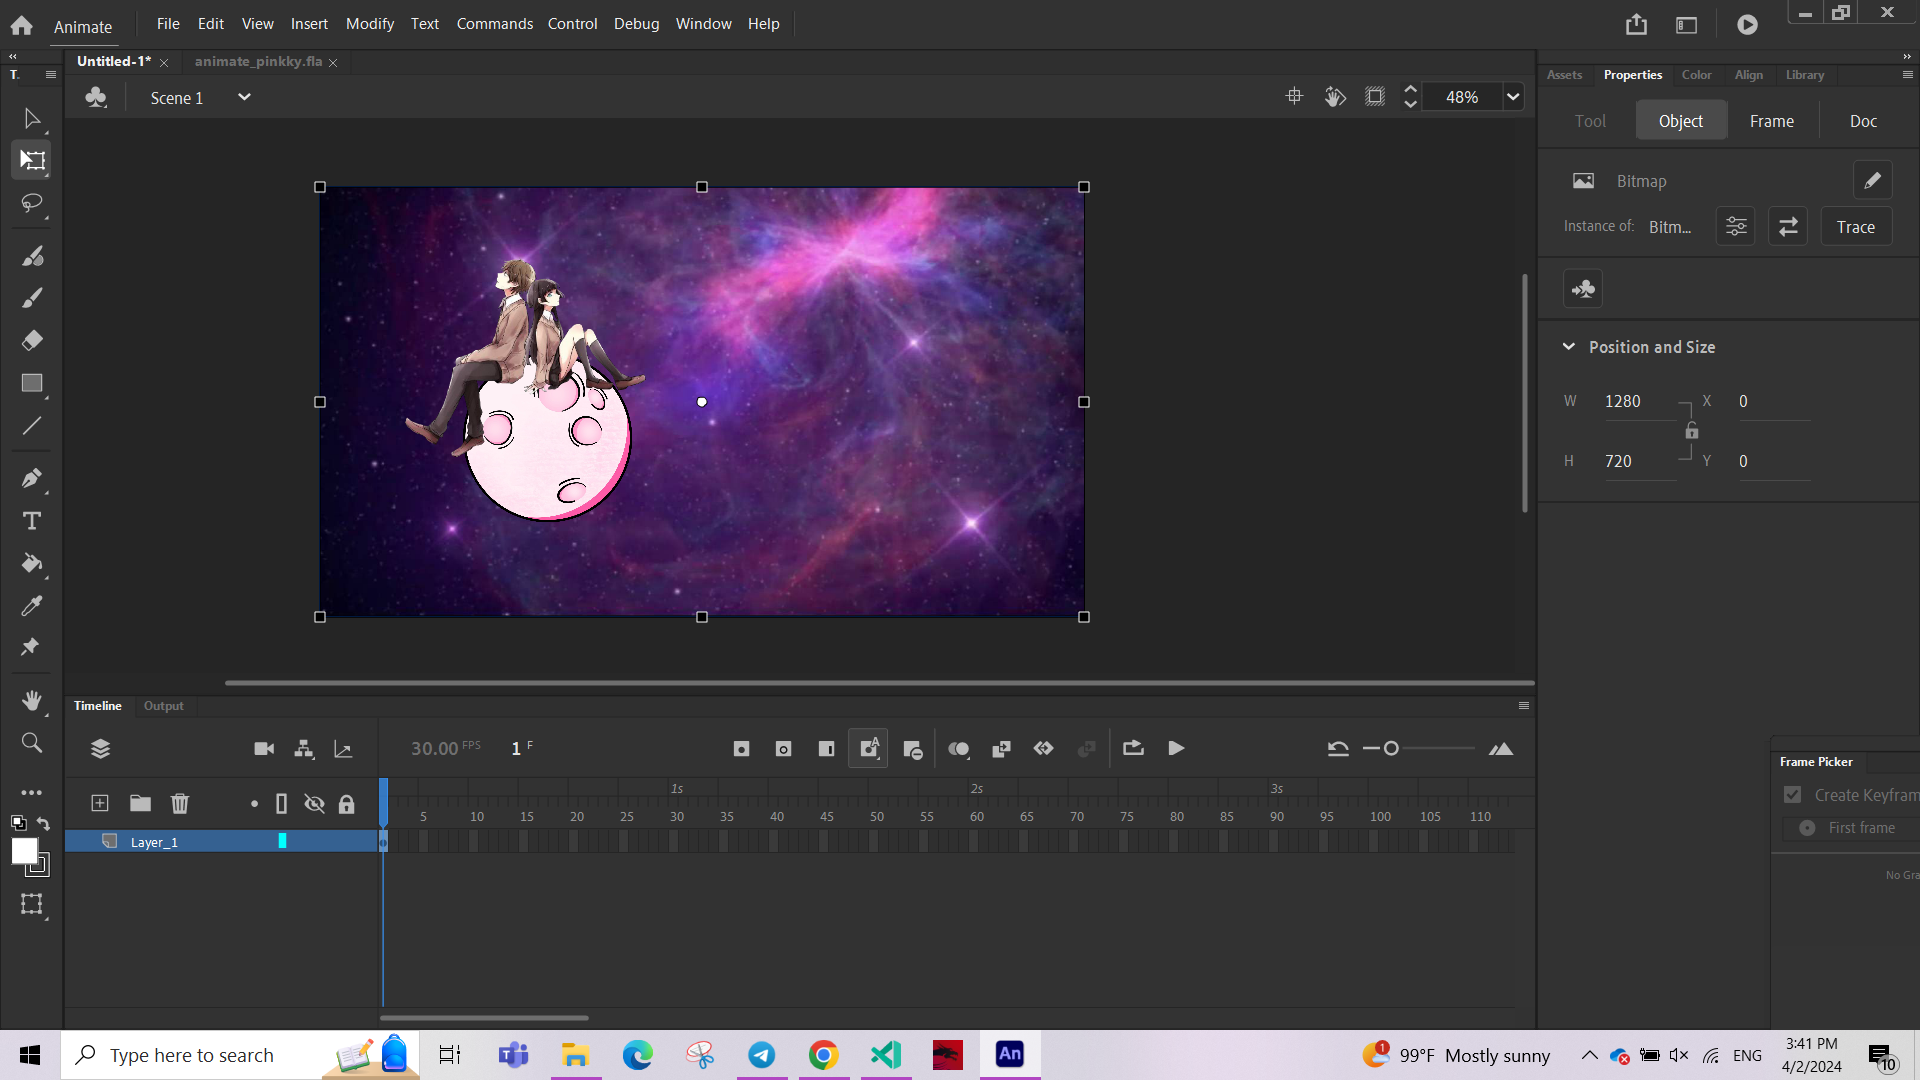 Animate File Edit View Insert Modify Text Commands Control Debug Window Help
Untitled-1* animate_pinkky.fla
T. Assets Properties Color Align Library
Scene 1 48%
Tool Object Frame Doc
Bitmap
Instance of: Bitm... Trace
Position and Size
W 1280 X 0
H 720 Y 0
Timeline Output
30.00 FPS 1 F
1s 2s 3s
5 10 15 20 25 30 35 40 45 50 55 60 65 70 75 80 85 90 95 100 105 110
Layer_1
Frame Picker
Create Keyfram
First frame
No Gra
Type here to search
An
1
99°F Mostly sunny
ENG
3:41 PM
4/2/2024
10